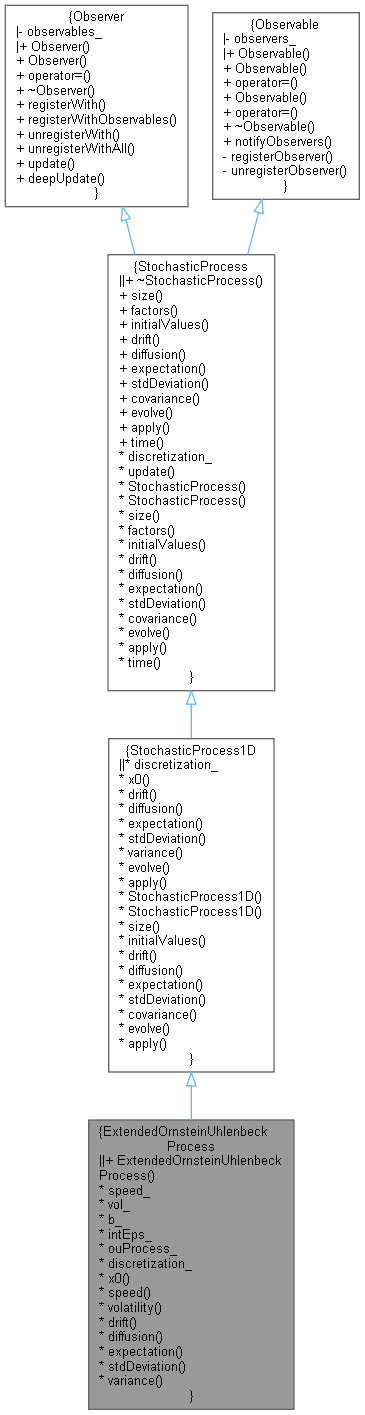 {Observer
|- observables_
|+ Observer()
+ Observer()
+ operator=()
+ ~Observer()
+ registerWith()
+ registerWithObservables()
+ unregisterWith()
+ unregisterWithAll()
+ update()
+ deepUpdate()
}
{Observable
|- observers_
|+ Observable()
+ Observable()
+ operator=()
+ Observable()
+ operator=()
+ ~Observable()
+ notifyObservers()
- registerObserver()
- unregisterObserver()
}
{StochasticProcess
||+ ~StochasticProcess()
+ size()
+ factors()
+ initialValues()
+ drift()
+ diffusion()
+ expectation()
+ stdDeviation()
+ covariance()
+ evolve()
+ apply()
+ time()
* discretization_
* update()
* StochasticProcess()
* StochasticProcess()
* size()
* factors()
* initialValues()
* drift()
* diffusion()
* expectation()
* stdDeviation()
* covariance()
* evolve()
* apply()
* time()
}
{StochasticProcess1D
||* discretization_
* x0()
* drift()
* diffusion()
* expectation()
* stdDeviation()
* variance()
* evolve()
* apply()
* StochasticProcess1D()
* StochasticProcess1D()
* size()
* initialValues()
* drift()
* diffusion()
* expectation()
* stdDeviation()
* covariance()
* evolve()
* apply()
}
{ExtendedOrnsteinUhlenbeck
Process
||+ ExtendedOrnsteinUhlenbeck
Process()
* speed_
* vol_
* b_
* intEps_
* ouProcess_
* discretization_
* x0()
* speed()
* volatility()
* drift()
* diffusion()
* expectation()
* stdDeviation()
* variance()
}